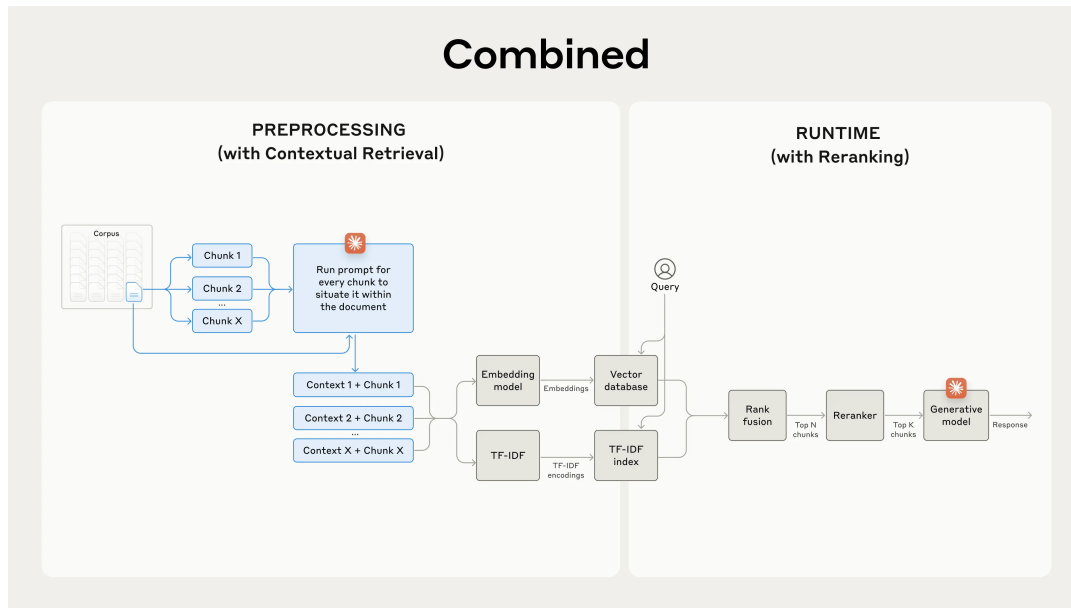 Combined
PREPROCESSING
(with Contextual Retrieval)
Corpus
Chunk 1
Chunk 2
...
Chunk X
Run prompt for
every chunk to
situate it within
the document
Context 1 + Chunk 1
Context 2 + Chunk 2
...
Context X + Chunk X
Embedding
model
Embeddings
Vector
database
TF-IDF
TF-IDF
encodings
TF-IDF
index
RUNTIME
(with Reranking)
Query
Rank
fusion
Top N
chunks
Reranker
Top K
chunks
Generative
model
Response